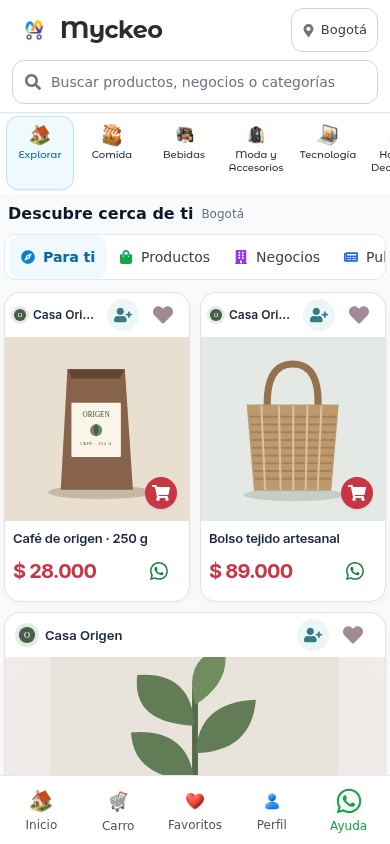 Myckeo
Bogotá
Buscar productos, negocios o categorías
Explorar
Comida
Bebidas
Moda y
Accesorios
Tecnología
Descubre cerca de ti Bogotá
Para ti
Productos
Negocios
Casa Ori...
Casa Ori...
ORIGEN
CAFÉ · 250 G
Café de origen · 250 g
Bolso tejido artesanal
$ 28.000
$ 89.000
O Casa Origen
Inicio
Carro
Favoritos
Perfil
Ayuda